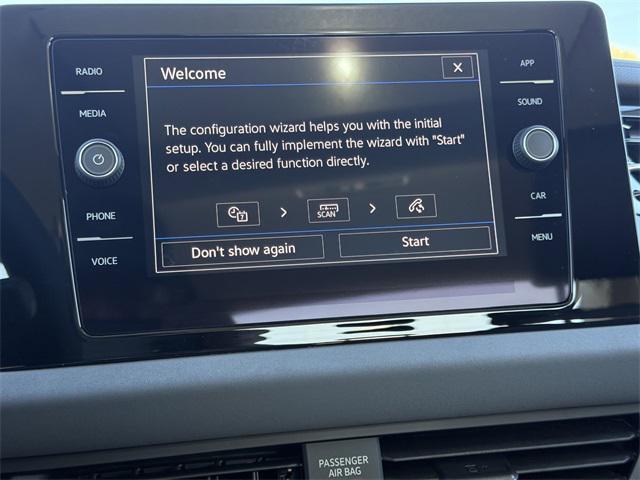 RADIO
MEDIA
PHONE
VOICE
Welcome
X
The configuration wizard helps you with the initial
setup. You can fully implement the wizard with "Start"
or select a desired function directly.
7
SCAN
Don't show again
Start
APP
SOUND
CAR
MENU
PASSENGER
AIR BAG